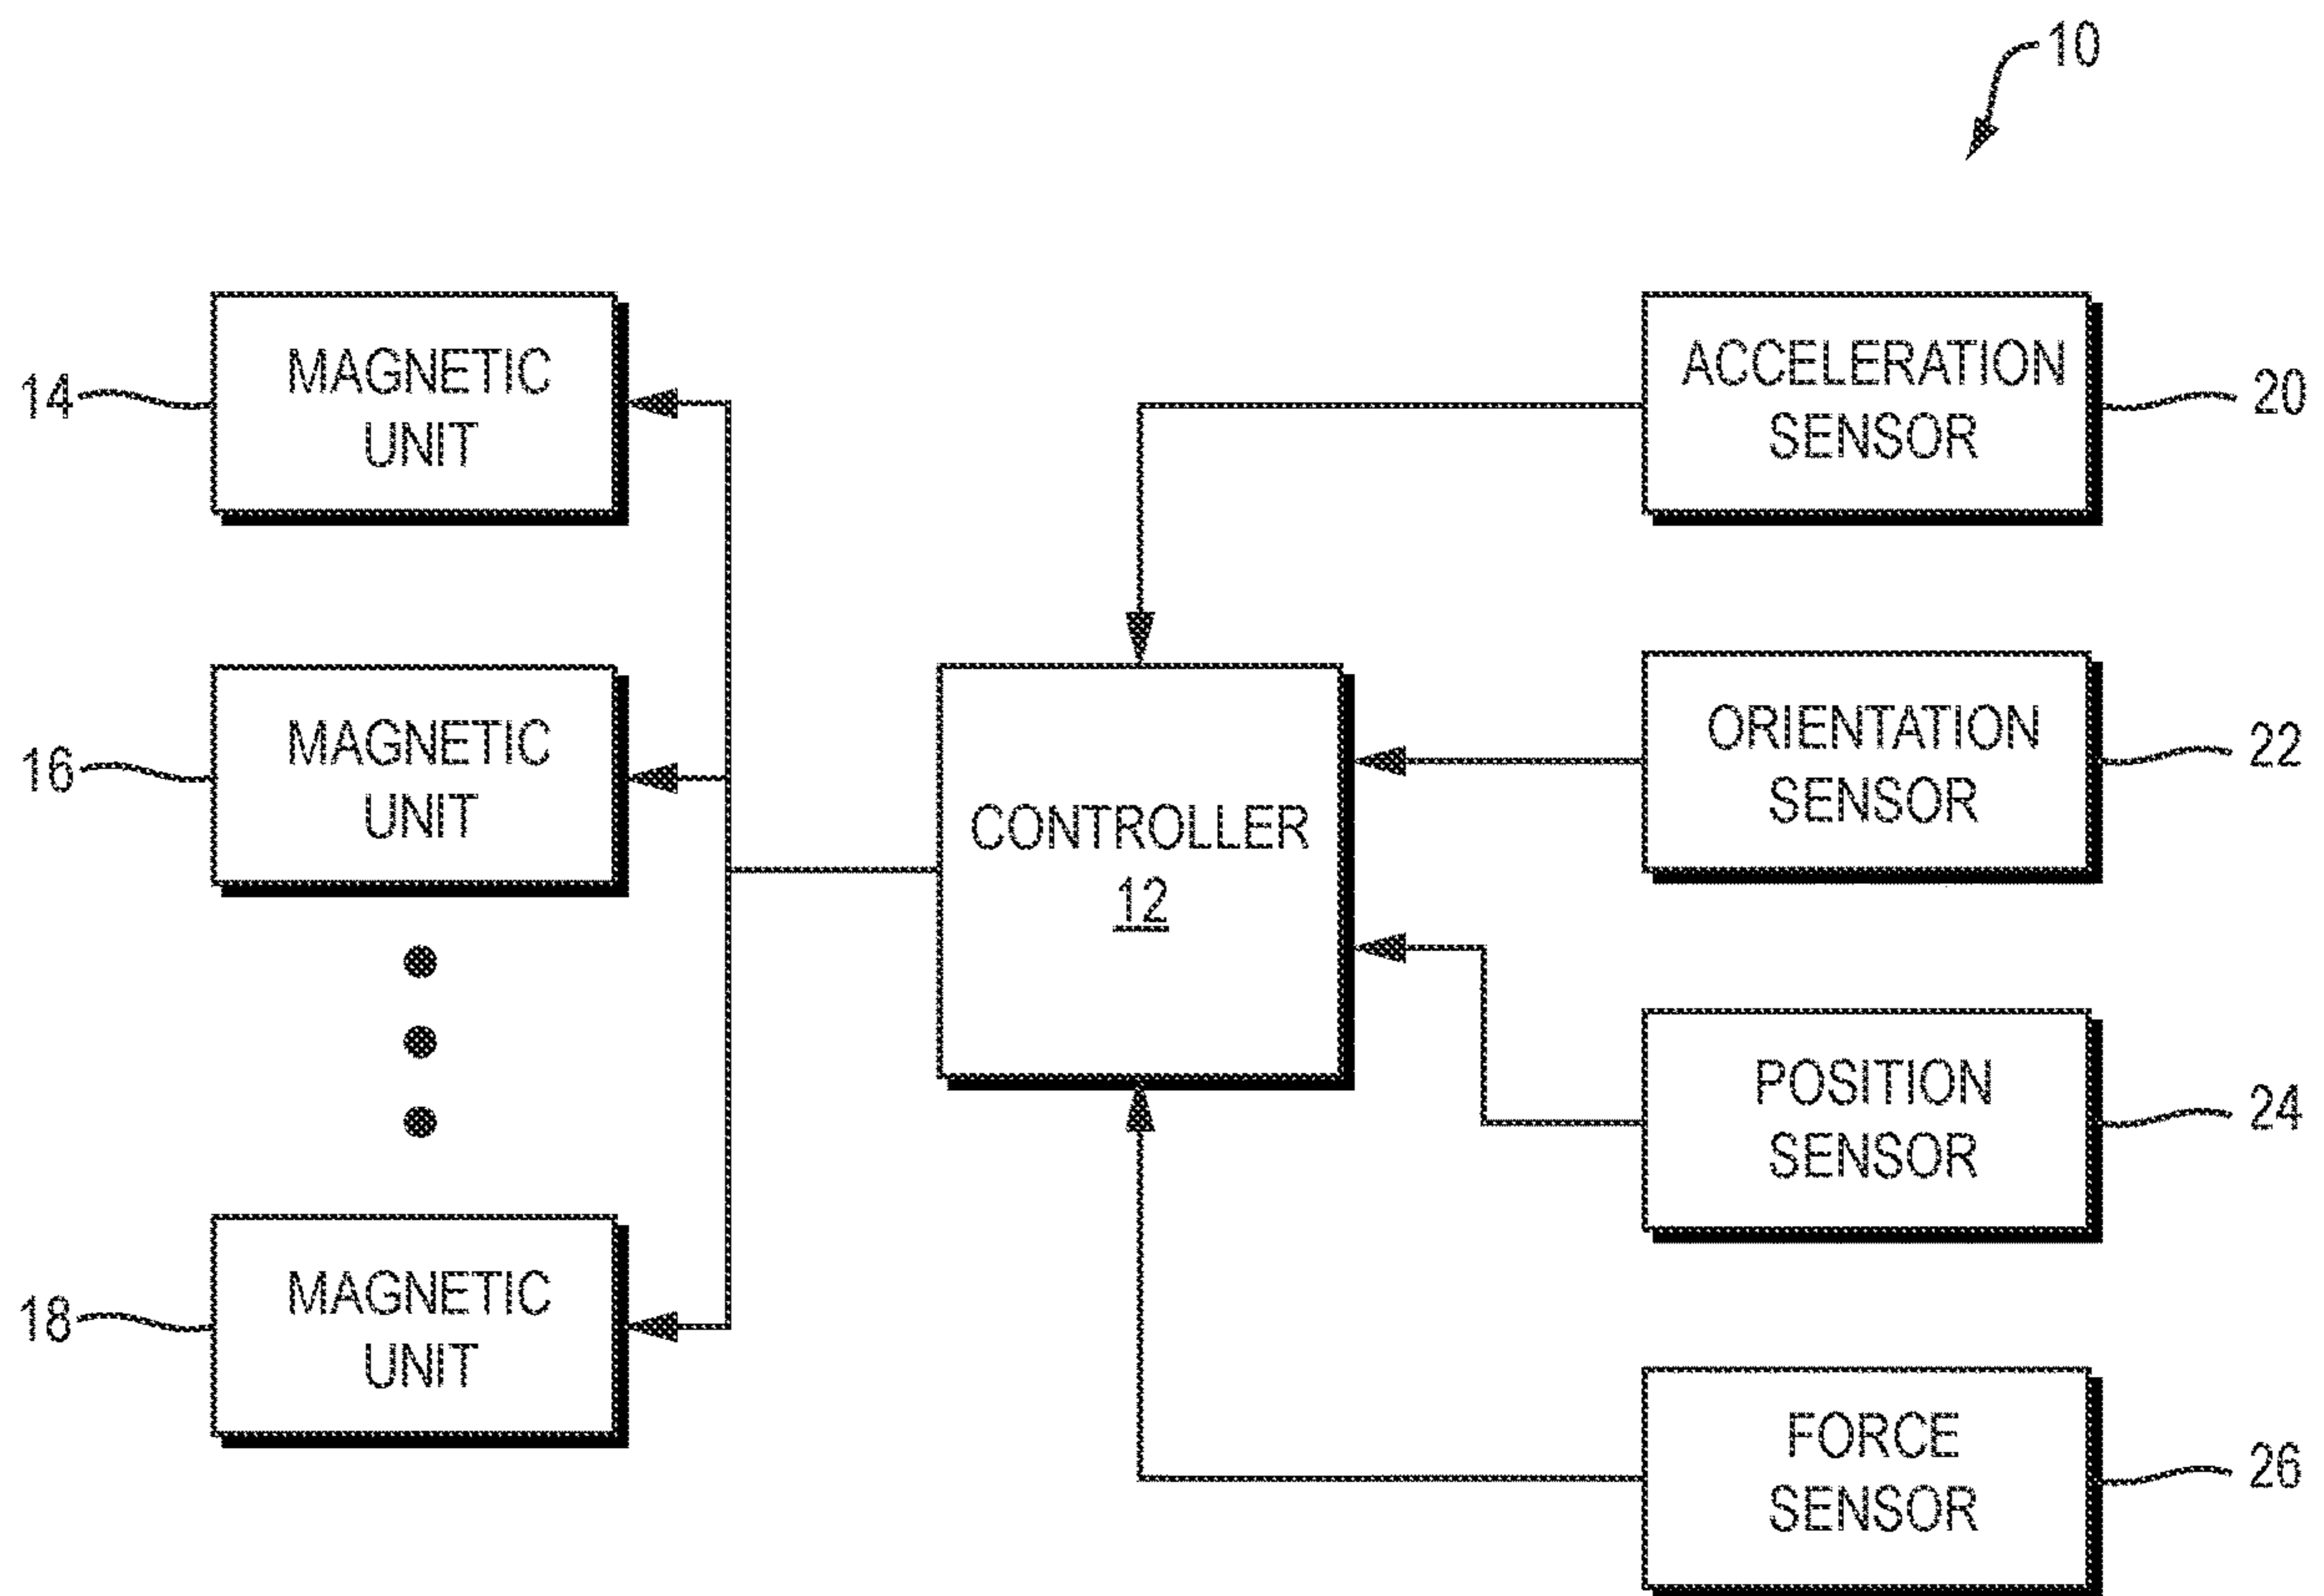 10
14
MAGNETIC
UNIT
16
MAGNETIC
UNIT
18
MAGNETIC
UNIT
CONTROLLER
12
ACCELERATION
SENSOR
20
ORIENTATION
SENSOR
22
POSITION
SENSOR
24
FORCE
SENSOR
26